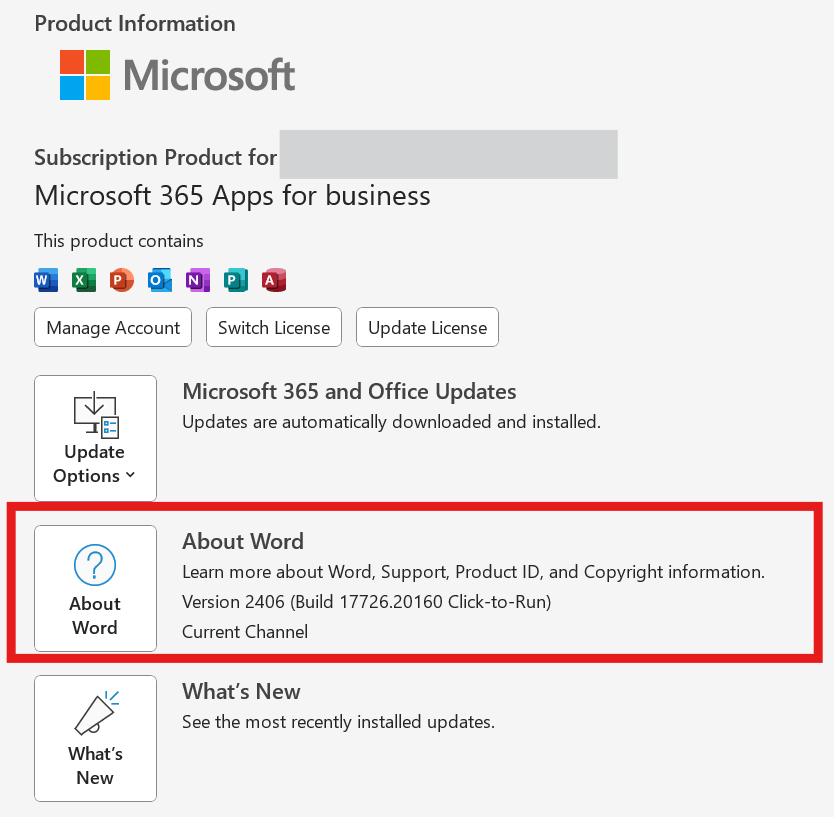 Product Information
Microsoft
Subscription Product for
Microsoft 365 Apps for business
This product contains
W X P O N P A
Manage Account Switch License Update License
Update
Options
Microsoft 365 and Office Updates
Updates are automatically downloaded and installed.
About
Word
About Word
Learn more about Word, Support, Product ID, and Copyright information.
Version 2406 (Build 17726.20160 Click-to-Run)
Current Channel
What's
New
What's New
See the most recently installed updates.